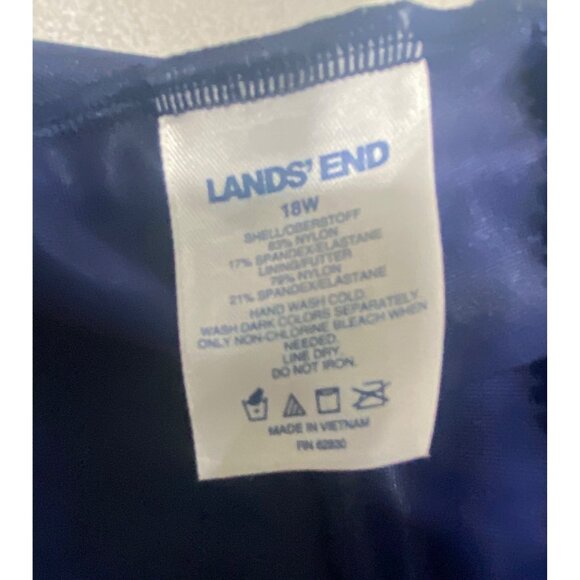 LANDS' END
18W
SHELL/OBERSTOFF
83% NYLON
17% SPANDEX/ELASTANE
LINING/FUTTER
79% NYLON
21% SPANDEX/ELASTANE
HAND WASH COLD.
WASH DARK COLORS SEPARATELY
ONLY NON-CHLORINE BLEACH WHEN
NEEDED.
LINE DRY.
DO NOT IRON.
MADE IN VIETNAM
RN 62830